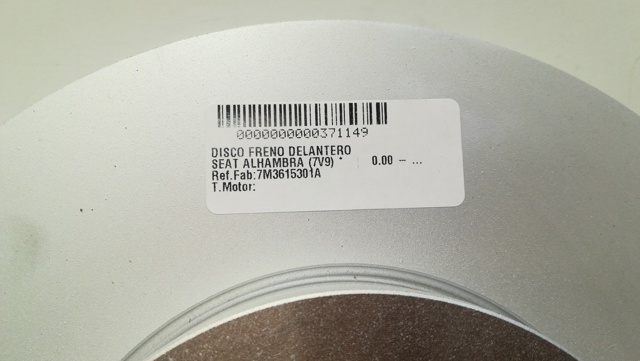 0000000000371149
DISCO FRENO DELANTERO
SEAT ALHAMBRA (7V9) * 0.00 - ...
Ref.Fab:7M3615301A
T.Motor: